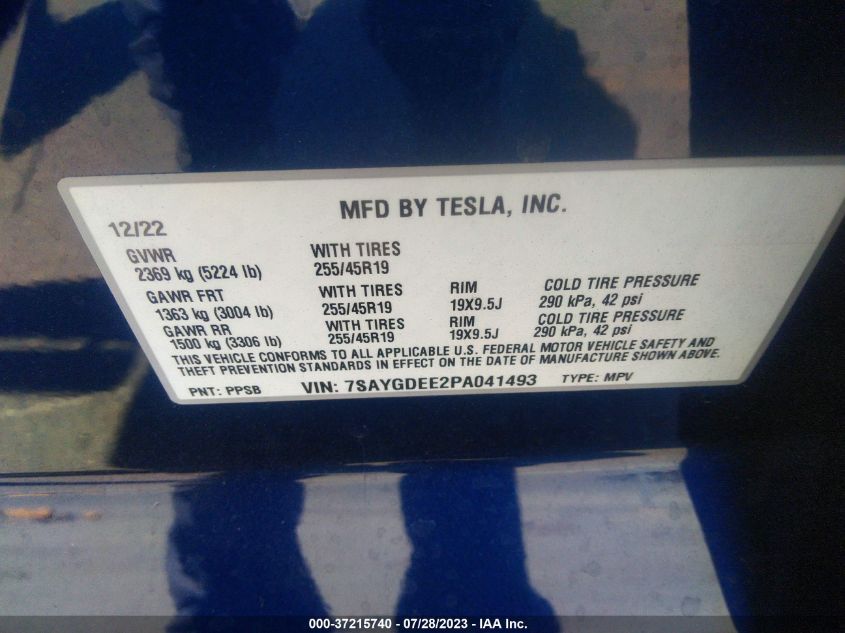 MFD BY TESLA, INC.
12/22
GVWR WITH TIRES
2369 kg (5224 lb) 255/45R19
GAWR FRT WITH TIRES RIM COLD TIRE PRESSURE
1363 kg (3004 lb) 255/45R19 19X9.5J 290 kPa, 42 psi
GAWR RR WITH TIRES RIM COLD TIRE PRESSURE
1500 kg (3306 lb) 255/45R19 19X9.5J 290 kPa, 42 psi
THIS VEHICLE CONFORMS TO ALL APPLICABLE U.S. FEDERAL MOTOR VEHICLE SAFETY AND
THEFT PREVENTION STANDARDS IN EFFECT ON THE DATE OF MANUFACTURE SHOWN ABOVE.
PNT: PPSB VIN: 7SAYGDEE2PA041493 TYPE: MPV
000-37215740 - 07/28/2023 - IAA Inc.